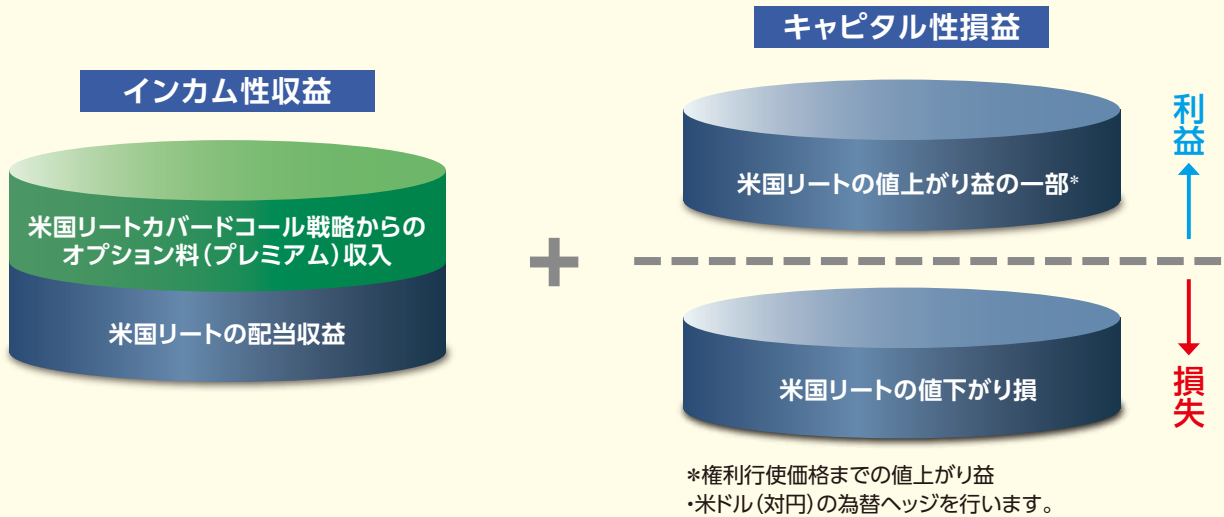 インカム性収益
米国リートカバードコール戦略からの
オプション料（プレミアム）収入
米国リートの配当収益
キャピタル性損益
米国リートの値上がり益の一部*
米国リートの値下がり損
利益
損失
*権利行使価格までの値上がり益
・米ドル（対円）の為替ヘッジを行います。